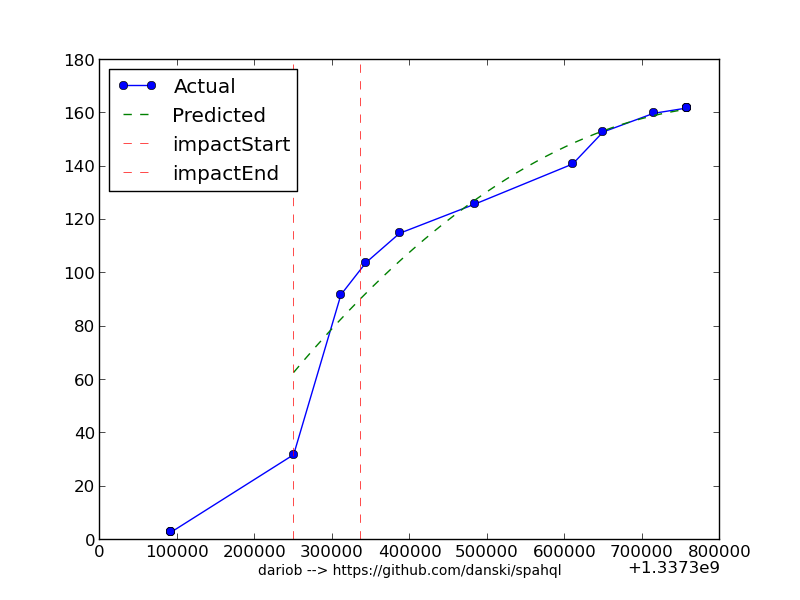 180
160
140
120
100
80
60
40
20
0
Actual
Predicted
impactStart
impactEnd
0 100000 200000 300000 400000 500000 600000 700000 800000
+1.3373e9
dariob --> https://github.com/danski/spahql